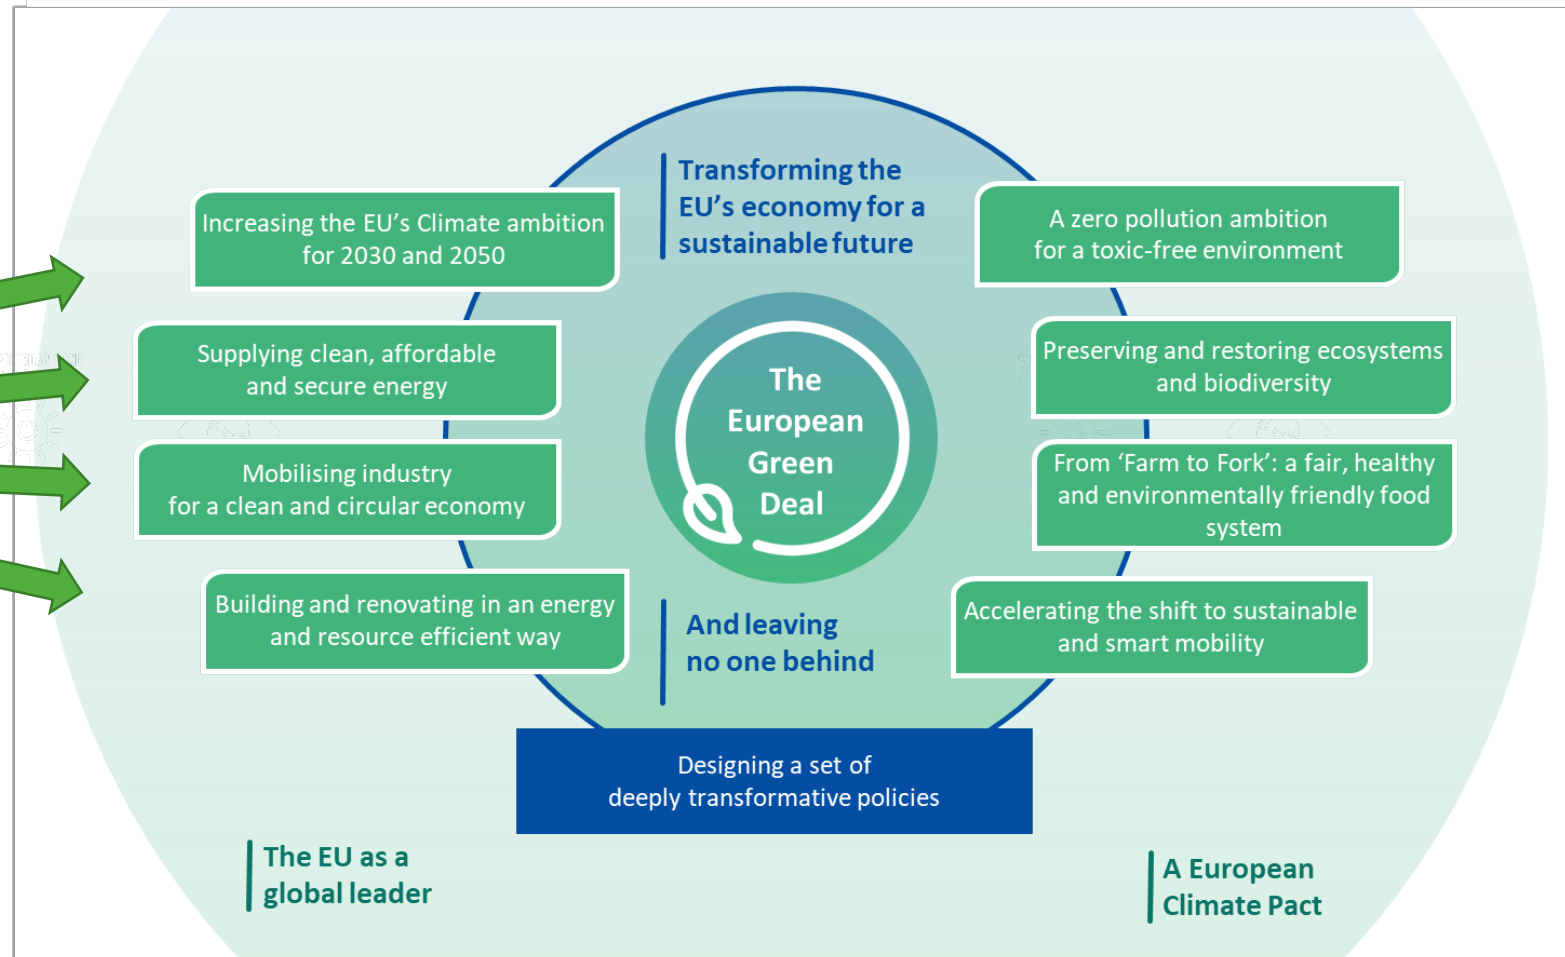 Transforming the
EU’s economy for a
sustainable future
Increasing the EU’s Climate ambition
for 2030 and 2050
Supplying clean, affordable
and secure energy
Mobilising industry
for a clean and circular economy
Building and renovating in an energy
and resource efficient way
The
European
Green
Deal
A zero pollution ambition
for a toxic-free environment
Preserving and restoring ecosystems
and biodiversity
From ‘Farm to Fork’: a fair, healthy
and environmentally friendly food
system
Accelerating the shift to sustainable
and smart mobility
And leaving
no one behind
Designing a set of
deeply transformative policies
The EU as a
global leader
A European
Climate Pact